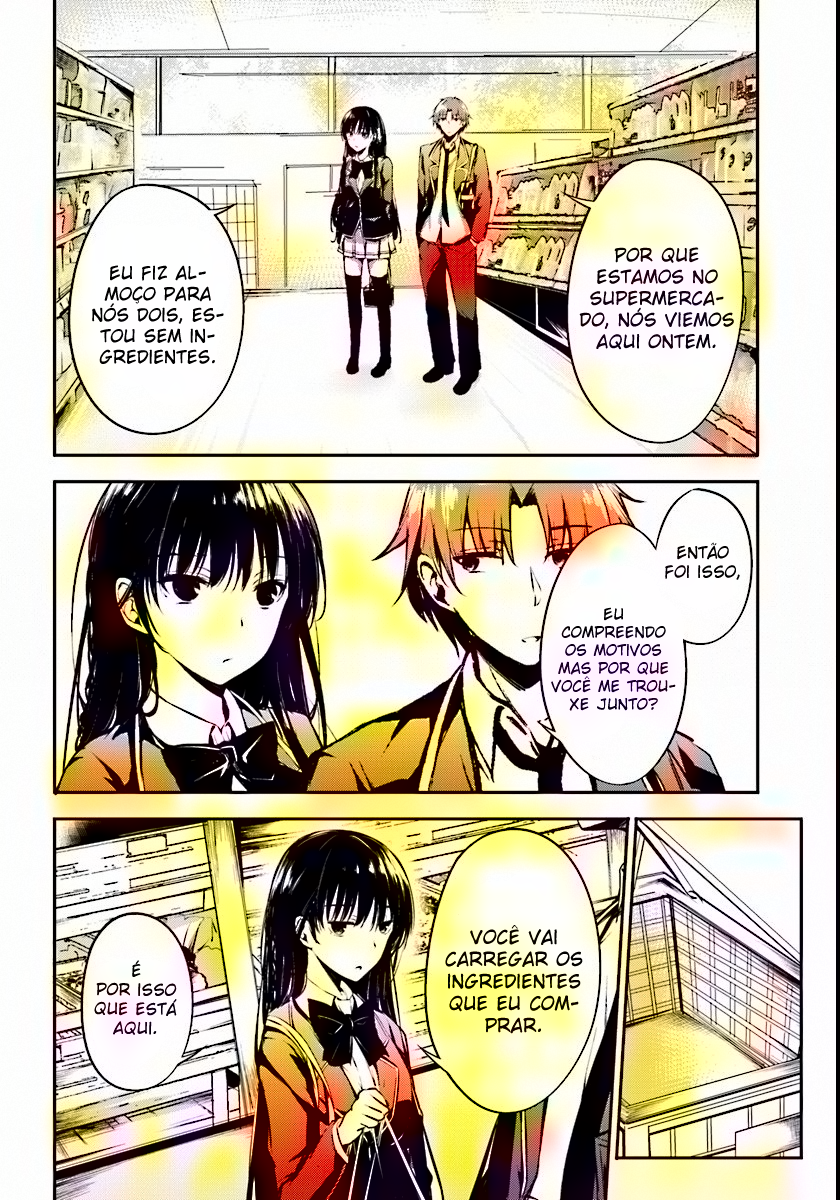 POR QUE
ESTAMOS NO
SUPERMERCA-
DO, NÓS VIEMOS
AQUI ONTEM.
EU FIZ AL-
MOÇO PARA
NÓS DOIS, ES-
TOU SEM IN-
GREDIENTES.
ENTÃO
FOI ISSO,
EU
COMPREENDO
OS MOTIVOS
MAS POR QUE
VOCÊ ME TROU-
XE JUNTO?
VOCÊ VAI
CARREGAR OS
INGREDIENTES
QUE EU COM-
PRAR.
É
POR ISSO
QUE ESTÁ
AQUI.